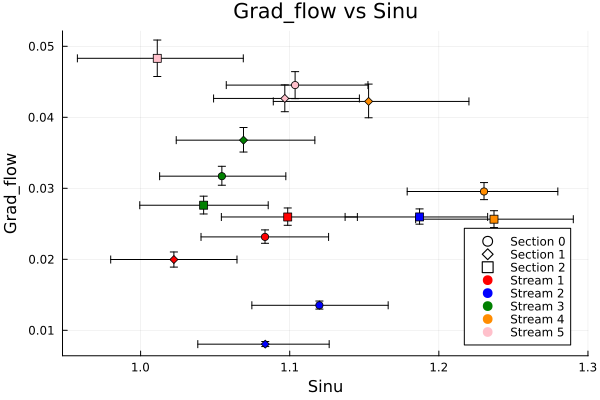 Grad_flow vs Sinu
0.05
0.04
0.03
0.02
0.01
Grad_flow
1.0
1.1
1.2
1.3
Sinu
Section 0
Section 1
Section 2
Stream 1
Stream 2
Stream 3
Stream 4
Stream 5